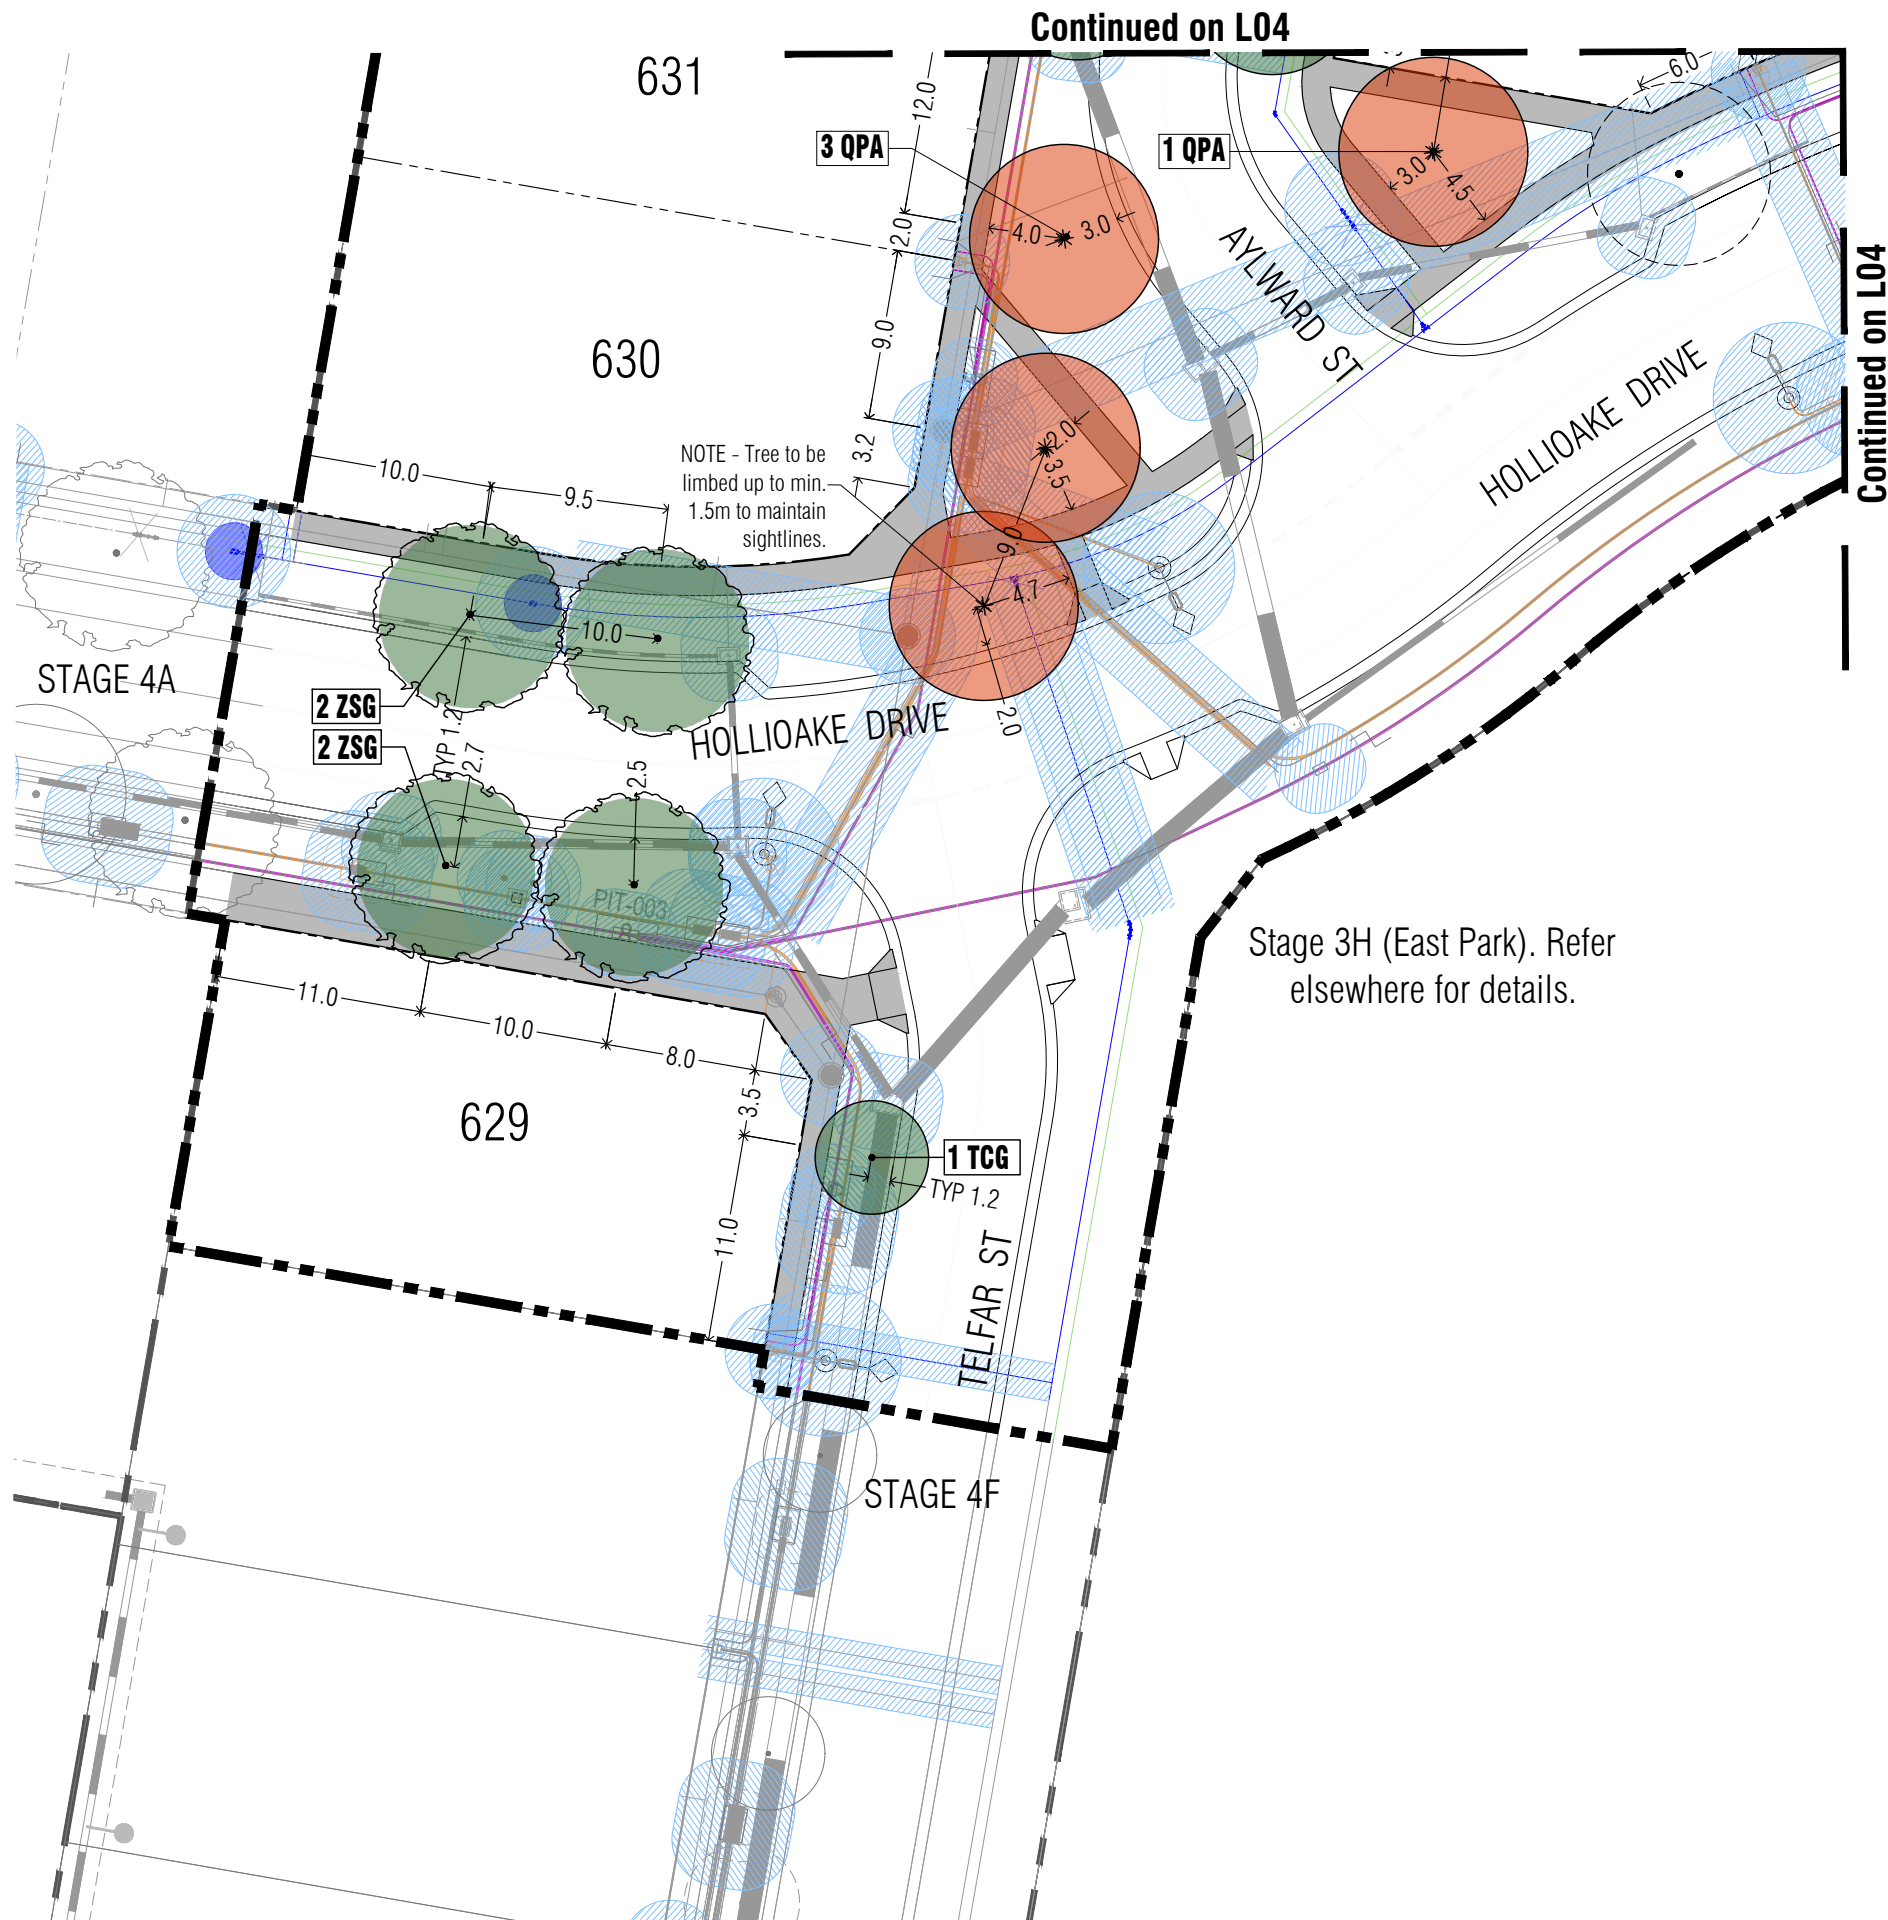 Continued on L04
631
12.0
6.0
3 QPA
1 QPA
3.0
4.5
2.0
4.0
3.0
AYLWARD ST
9.0
630
HOLLIOAKE DRIVE
Continued on L04
3.2
2.0
3.5
NOTE - Tree to be
limbed up to min.
1.5m to maintain
sightlines.
10.0
9.5
9.0
4.7
10.0
STAGE 4A
2 ZSG
2 ZSG
TYP 1.2
2.7
2.5
HOLLIOAKE DRIVE
2.0
PIT-003
Stage 3H (East Park). Refer
elsewhere for details.
11.0
10.0
8.0
3.5
629
1 TCG
TYP 1.2
11.0
TELFAR ST
STAGE 4F